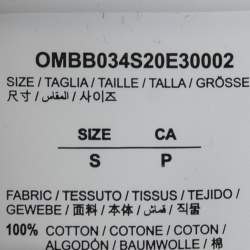 OMBB034S20E30002
SIZE / TAGLIA / TAILLE / TALLA / GRÖSSE
尺寸 / المقاس / 사이즈
SIZE CA
S P
FABRIC / TESSUTO / TISSUS / TEJIDO /
GEWEBE / 面料 / 本体 / قماش / 직물
100% COTTON / COTONE / COTON /
ALGODÓN / BAUMWOLLE / 棉